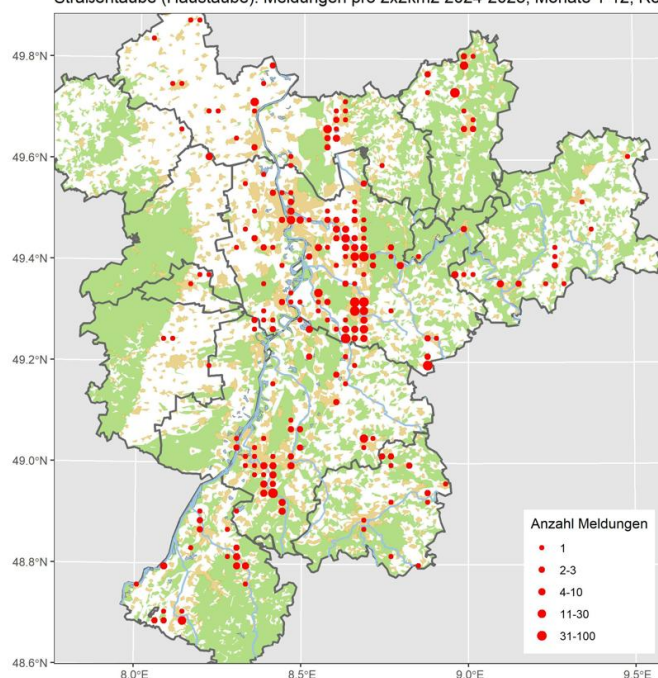 Straßentaube (Haustaube): Meldungen pro 2x2km2 2024-2025, Monate 1-12,
49.8°N
49.6°N
49.4°N
49.2°N
49.0°N
48.8°N
48.6°N
Anzahl Meldungen
1
2-3
4-10
11-30
31-100
8.0°E
8.5°E
9.0°E
9.5°E